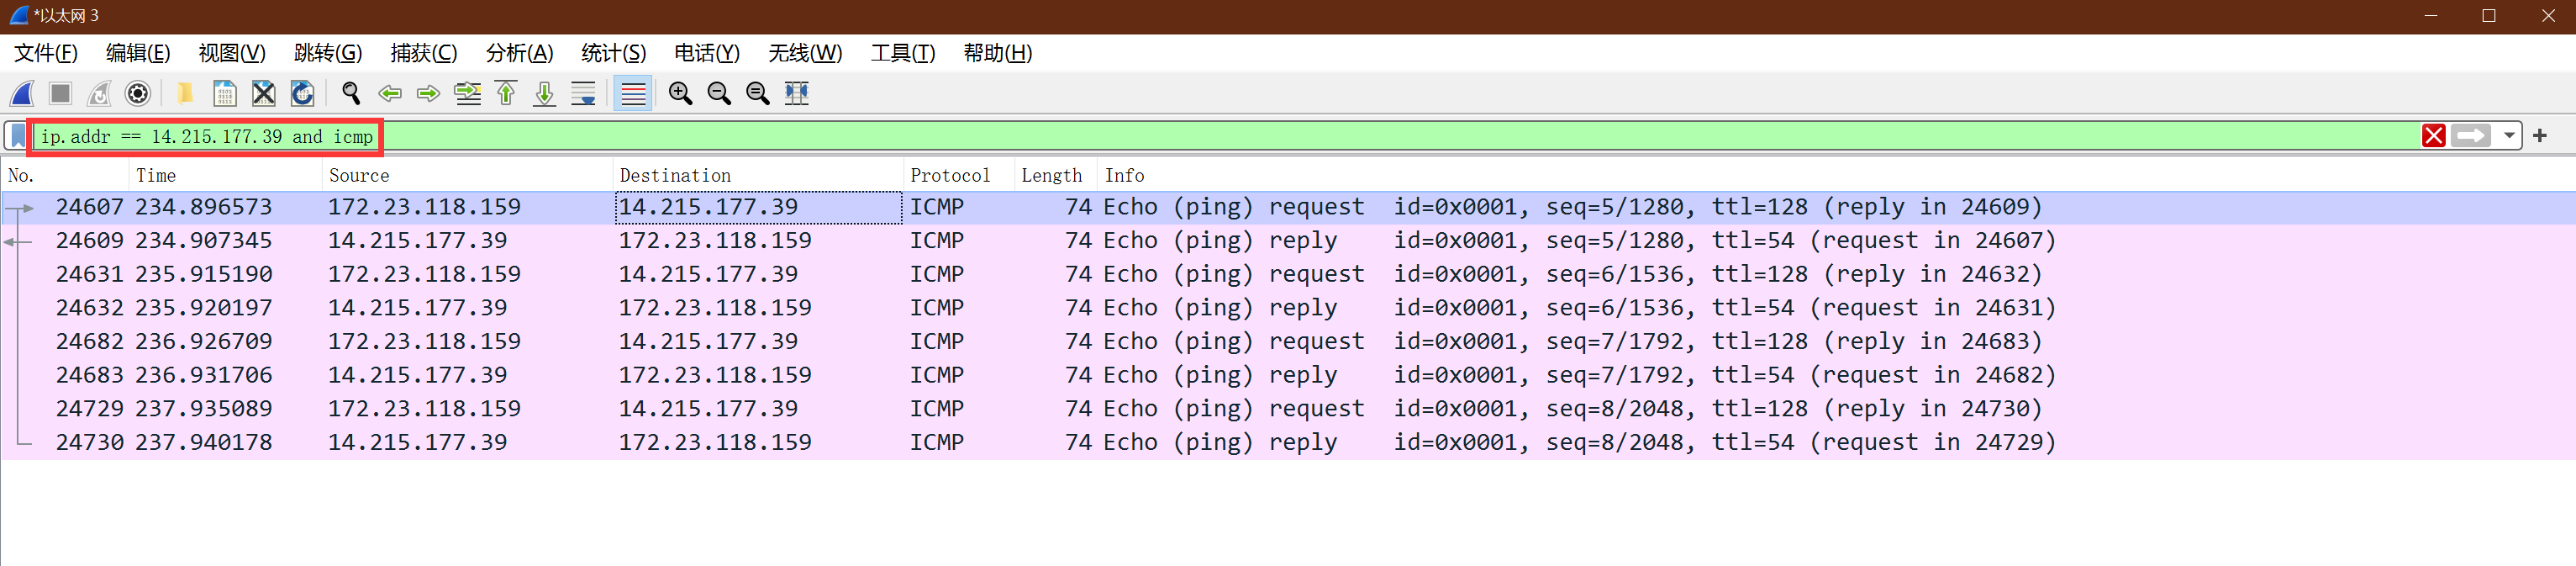 *以太网 3
文件(F) 编辑(E) 视图(V) 跳转(G) 捕获(C) 分析(A) 统计(S) 电话(Y) 无线(W) 工具(T) 帮助(H)
ip.addr == 14.215.177.39 and icmp
No. Time Source Destination Protocol Length Info
24607 234.896573 172.23.118.159 14.215.177.39 ICMP 74 Echo (ping) request id=0x0001, seq=5/1280, ttl=128 (reply in 24609)
24609 234.907345 14.215.177.39 172.23.118.159 ICMP 74 Echo (ping) reply id=0x0001, seq=5/1280, ttl=54 (request in 24607)
24631 235.915190 172.23.118.159 14.215.177.39 ICMP 74 Echo (ping) request id=0x0001, seq=6/1536, ttl=128 (reply in 24632)
24632 235.920197 14.215.177.39 172.23.118.159 ICMP 74 Echo (ping) reply id=0x0001, seq=6/1536, ttl=54 (request in 24631)
24682 236.926709 172.23.118.159 14.215.177.39 ICMP 74 Echo (ping) request id=0x0001, seq=7/1792, ttl=128 (reply in 24683)
24683 236.931706 14.215.177.39 172.23.118.159 ICMP 74 Echo (ping) reply id=0x0001, seq=7/1792, ttl=54 (request in 24682)
24729 237.935089 172.23.118.159 14.215.177.39 ICMP 74 Echo (ping) request id=0x0001, seq=8/2048, ttl=128 (reply in 24730)
24730 237.940178 14.215.177.39 172.23.118.159 ICMP 74 Echo (ping) reply id=0x0001, seq=8/2048, ttl=54 (request in 24729)